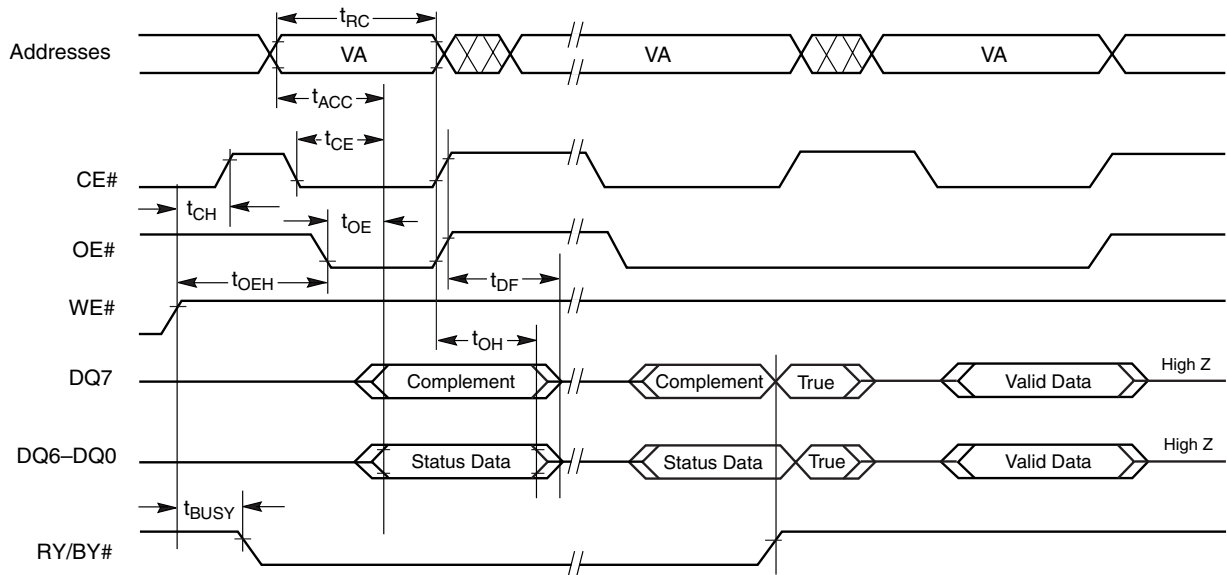 tRC
Addresses VA VA VA
tACC
tCE
CE#
tCH tOE
OE#
tOEH tDF
WE#
tOH
DQ7 Complement Complement True Valid Data High Z
DQ6–DQ0 Status Data Status Data True Valid Data High Z
tBUSY
RY/BY#